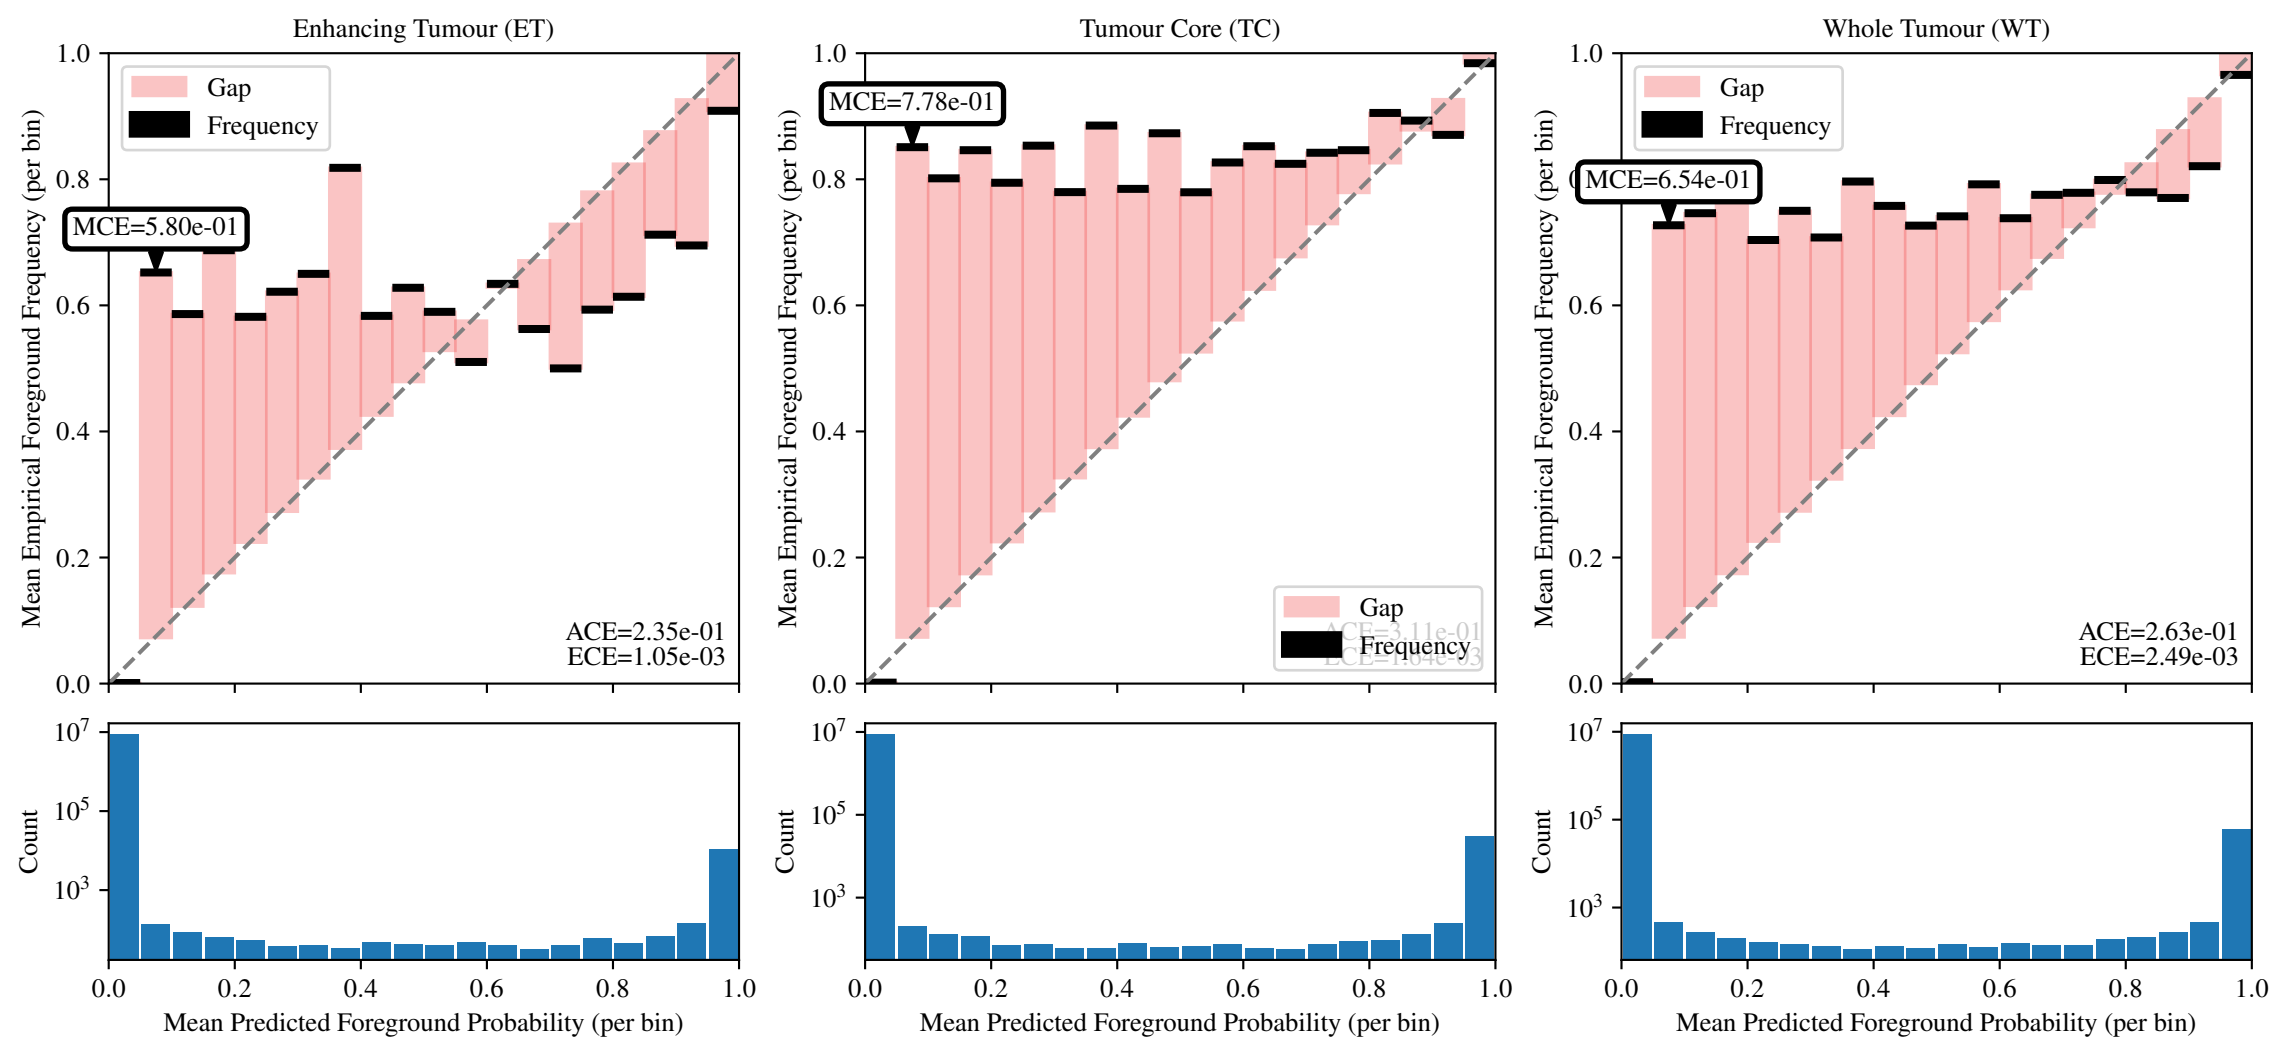 Enhancing Tumour (ET)
Mean Empirical Foreground Frequency (per bin)
1.0
0.8
0.6
0.4
0.2
0.0
Gap
Frequency
MCE=5.80e-01
ACE=2.35e-01
ECE=1.05e-03
Count
10^7
10^5
10^3
0.0 0.2 0.4 0.6 0.8 1.0
Mean Predicted Foreground Probability (per bin)
Tumour Core (TC)
Mean Empirical Foreground Frequency (per bin)
1.0
0.8
0.6
0.4
0.2
0.0
MCE=7.78e-01
Gap
ACE=3.11e-01
Frequency
ECE=1.64e-03
Count
10^7
10^5
10^3
0.0 0.2 0.4 0.6 0.8 1.0
Mean Predicted Foreground Probability (per bin)
Whole Tumour (WT)
Mean Empirical Foreground Frequency (per bin)
1.0
0.6
0.4
0.2
0.0
Gap
Frequency
MCE=6.54e-01
ACE=2.63e-01
ECE=2.49e-03
Count
10^7
10^5
10^3
0.0 0.2 0.4 0.6 0.8 1.0
Mean Predicted Foreground Probability (per bin)